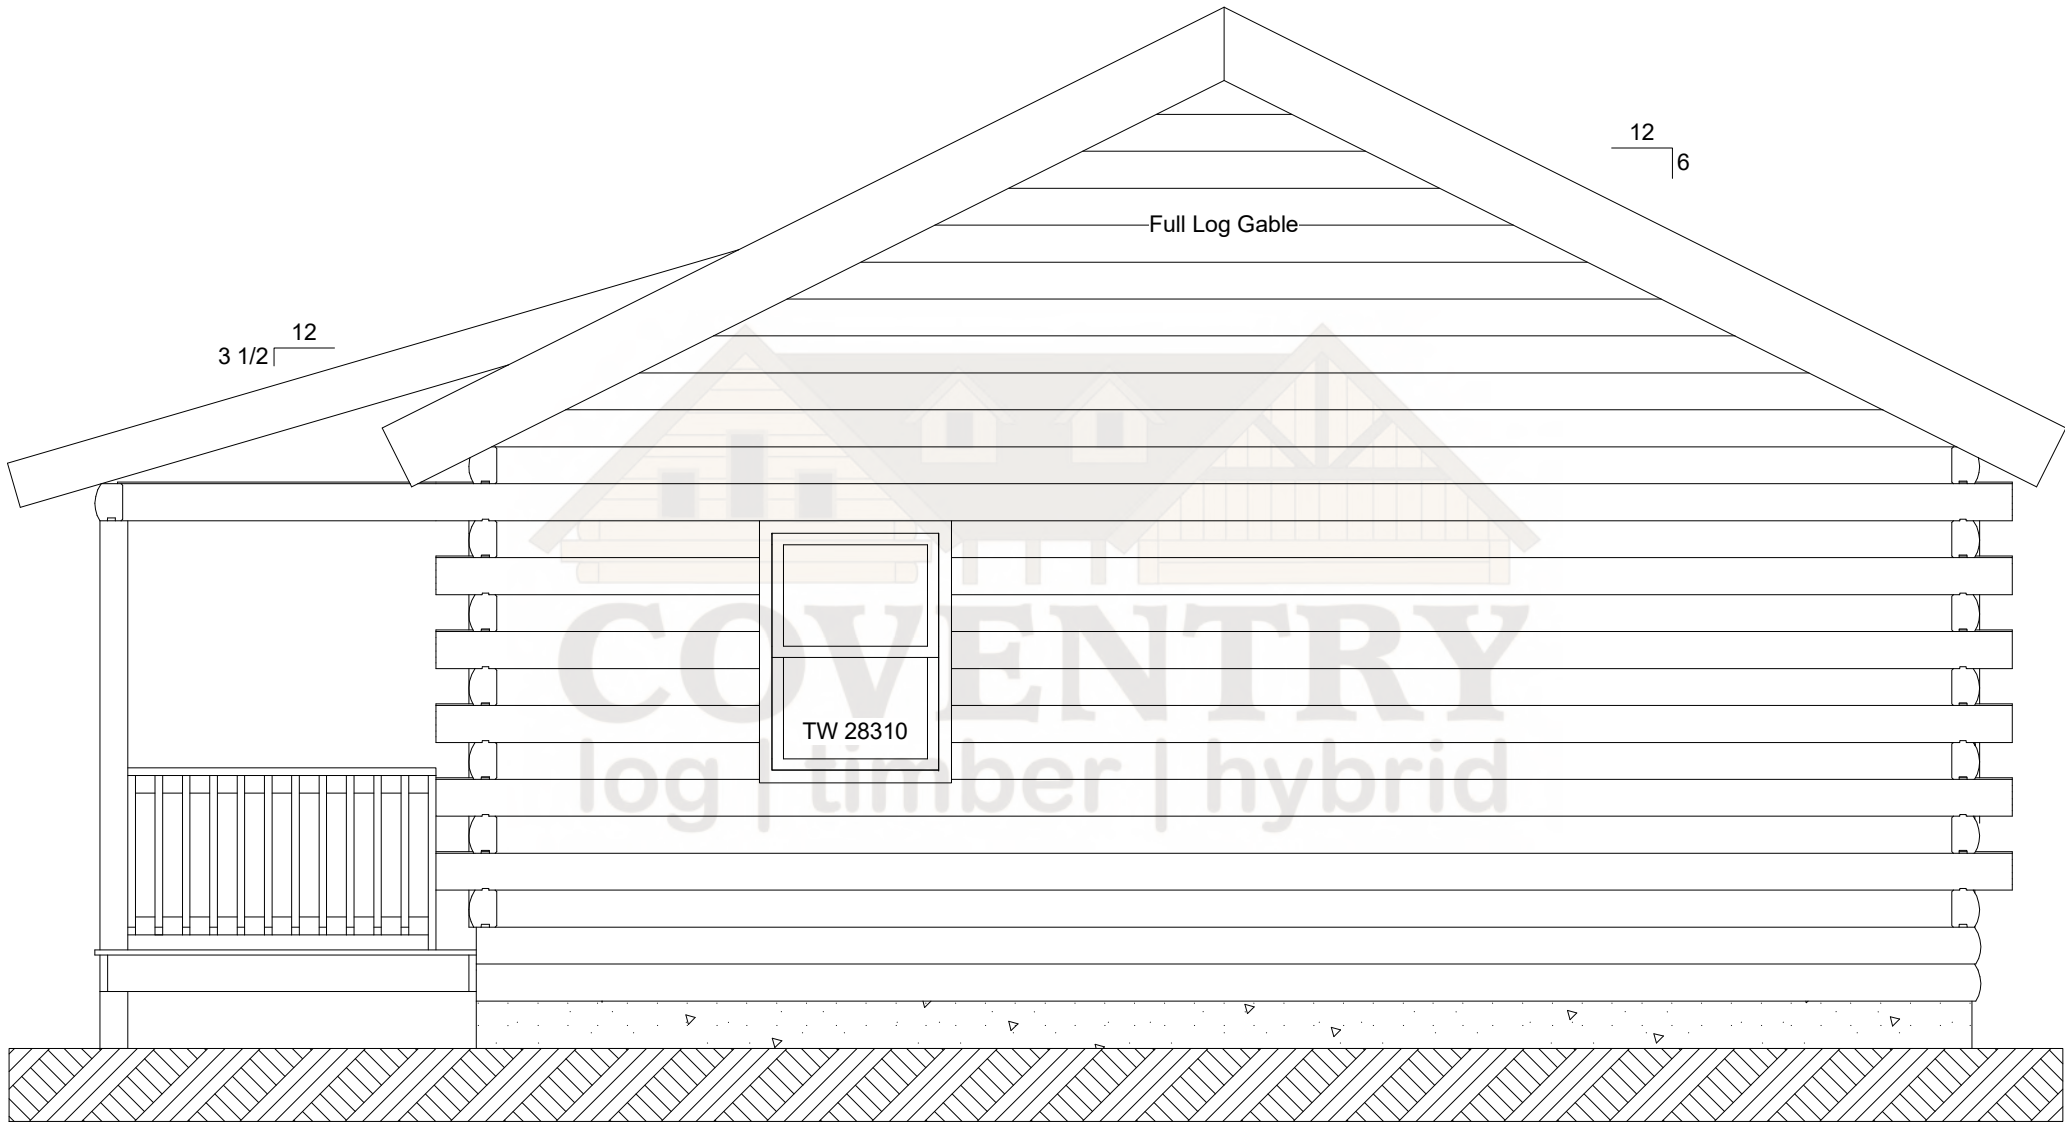 12
6
Full Log Gable
12
3 1/2
COVENTRY
TW 28310
log | timber | hybrid